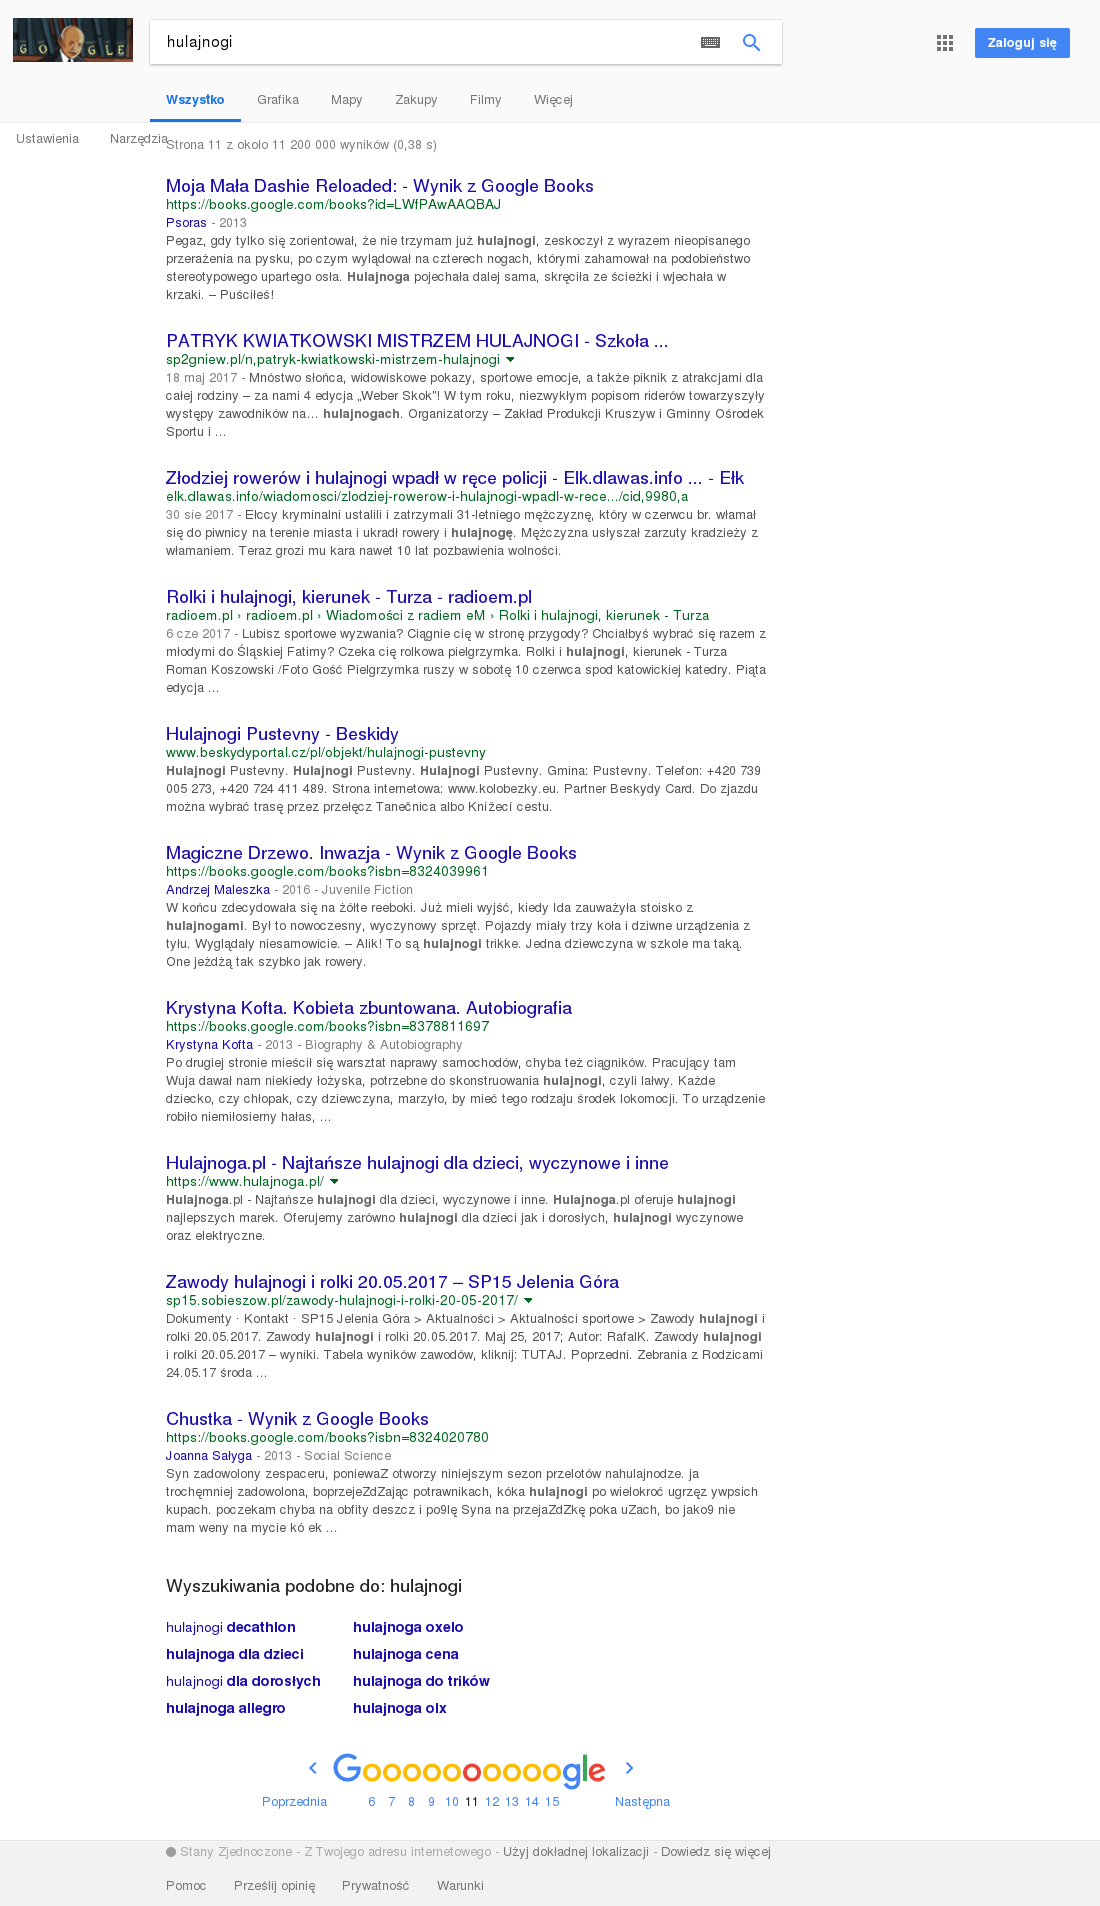 GOOGLE
hulajnogi
Zaloguj się
Wszystko Grafika Mapy Zakupy Filmy Więcej
Ustawienia Narzędzia
Strona 11 z około 11 200 000 wyników (0,38 s)
Moja Mała Dashie Reloaded: - Wynik z Google Books
https://books.google.com/books?id=LWfPAwAAQBAJ
Psoras - 2013
Pegaz, gdy tylko się zorientował, że nie trzymam już hulajnogi, zeskoczył z wyrazem nieopisanego
przerażenia na pysku, po czym wylądował na czterech nogach, którymi zahamował na podobieństwo
stereotypowego upartego osła. Hulajnoga pojechała dalej sama, skręciła ze ścieżki i wjechała w
krzaki. – Puściłeś!
PATRYK KWIATKOWSKI MISTRZEM HULAJNOGI - Szkoła ...
sp2gniew.pl/n,patryk-kwiatkowski-mistrzem-hulajnogi
18 maj 2017 - Mnóstwo słońca, widowiskowe pokazy, sportowe emocje, a także piknik z atrakcjami dla
całej rodziny – za nami 4 edycja „Weber Skok"! W tym roku, niezwykłym popisom riderów towarzyszyły
występy zawodników na… hulajnogach. Organizatorzy – Zakład Produkcji Kruszyw i Gminny Ośrodek
Sportu i ...
Złodziej rowerów i hulajnogi wpadł w ręce policji - Elk.dlawas.info ... - Ełk
elk.dlawas.info/wiadomosci/zlodziej-rowerow-i-hulajnogi-wpadl-w-rece.../cid,9980,a
30 sie 2017 - Ełccy kryminalni ustalili i zatrzymali 31-letniego mężczyznę, który w czerwcu br. włamał
się do piwnicy na terenie miasta i ukradł rowery i hulajnogę. Mężczyzna usłyszał zarzuty kradzieży z
włamaniem. Teraz grozi mu kara nawet 10 lat pozbawienia wolności.
Rolki i hulajnogi, kierunek - Turza - radioem.pl
radioem.pl › radioem.pl › Wiadomości z radiem eM › Rolki i hulajnogi, kierunek - Turza
6 cze 2017 - Lubisz sportowe wyzwania? Ciągnie cię w stronę przygody? Chciałbyś wybrać się razem z
młodymi do Śląskiej Fatimy? Czeka cię rolkowa pielgrzymka. Rolki i hulajnogi, kierunek - Turza
Roman Koszowski /Foto Gość Pielgrzymka ruszy w sobotę 10 czerwca spod katowickiej katedry. Piąta
edycja ...
Hulajnogi Pustevny - Beskidy
www.beskydyportal.cz/pl/objekt/hulajnogi-pustevny
Hulajnogi Pustevny. Hulajnogi Pustevny. Hulajnogi Pustevny. Gmina: Pustevny. Telefon: +420 739
005 273, +420 724 411 489. Strona internetowa: www.kolobezky.eu. Partner Beskydy Card. Do zjazdu
można wybrać trasę przez przełęcz Tanečnica albo Knížecí cestu.
Magiczne Drzewo. Inwazja - Wynik z Google Books
https://books.google.com/books?isbn=8324039961
Andrzej Maleszka - 2016 - Juvenile Fiction
W końcu zdecydowała się na żółte reeboki. Już mieli wyjść, kiedy Ida zauważyła stoisko z
hulajnogami. Był to nowoczesny, wyczynowy sprzęt. Pojazdy miały trzy koła i dziwne urządzenia z
tyłu. Wyglądały niesamowicie. – Alik! To są hulajnogi trikke. Jedna dziewczyna w szkole ma taką.
One jeżdżą tak szybko jak rowery.
Krystyna Kofta. Kobieta zbuntowana. Autobiografia
https://books.google.com/books?isbn=8378811697
Krystyna Kofta - 2013 - Biography & Autobiography
Po drugiej stronie mieścił się warsztat naprawy samochodów, chyba też ciągników. Pracujący tam
Wuja dawał nam niekiedy łożyska, potrzebne do skonstruowania hulajnogi, czyli lałwy. Każde
dziecko, czy chłopak, czy dziewczyna, marzyło, by mieć tego rodzaju środek lokomocji. To urządzenie
robiło niemiłosierny hałas, ...
Hulajnoga.pl - Najtańsze hulajnogi dla dzieci, wyczynowe i inne
https://www.hulajnoga.pl/
Hulajnoga.pl - Najtańsze hulajnogi dla dzieci, wyczynowe i inne. Hulajnoga.pl oferuje hulajnogi
najlepszych marek. Oferujemy zarówno hulajnogi dla dzieci jak i dorosłych, hulajnogi wyczynowe
oraz elektryczne.
Zawody hulajnogi i rolki 20.05.2017 – SP15 Jelenia Góra
sp15.sobieszow.pl/zawody-hulajnogi-i-rolki-20-05-2017/
Dokumenty · Kontakt · SP15 Jelenia Góra > Aktualności > Aktualności sportowe > Zawody hulajnogi i
rolki 20.05.2017. Zawody hulajnogi i rolki 20.05.2017. Maj 25, 2017; Autor: RafalK. Zawody hulajnogi
i rolki 20.05.2017 – wyniki. Tabela wyników zawodów, kliknij: TUTAJ. Poprzedni. Zebrania z Rodzicami
24.05.17 środa ...
Chustka - Wynik z Google Books
https://books.google.com/books?isbn=8324020780
Joanna Sałyga - 2013 - Social Science
Syn zadowolony zespaceru, poniewaZ otworzy niniejszym sezon przelotów nahulajnodze. ja
trochęmniej zadowolona, boprzejeZdZając potrawnikach, kóka hulajnogi po wielokroć ugrzęz ywpsich
kupach. poczekam chyba na obfity deszcz i po9lę Syna na przejaZdZkę poka uZach, bo jako9 nie
mam weny na mycie kó ek ...
Wyszukiwania podobne do: hulajnogi
hulajnogi decathlon hulajnoga oxelo
hulajnoga dla dzieci hulajnoga cena
hulajnogi dla dorosłych hulajnoga do trików
hulajnoga allegro hulajnoga olx
Goooooooooogle
Poprzednia 6 7 8 9 10 11 12 13 14 15 Następna
Stany Zjednoczone - Z Twojego adresu internetowego - Użyj dokładnej lokalizacji - Dowiedz się więcej
Pomoc Prześlij opinię Prywatność Warunki